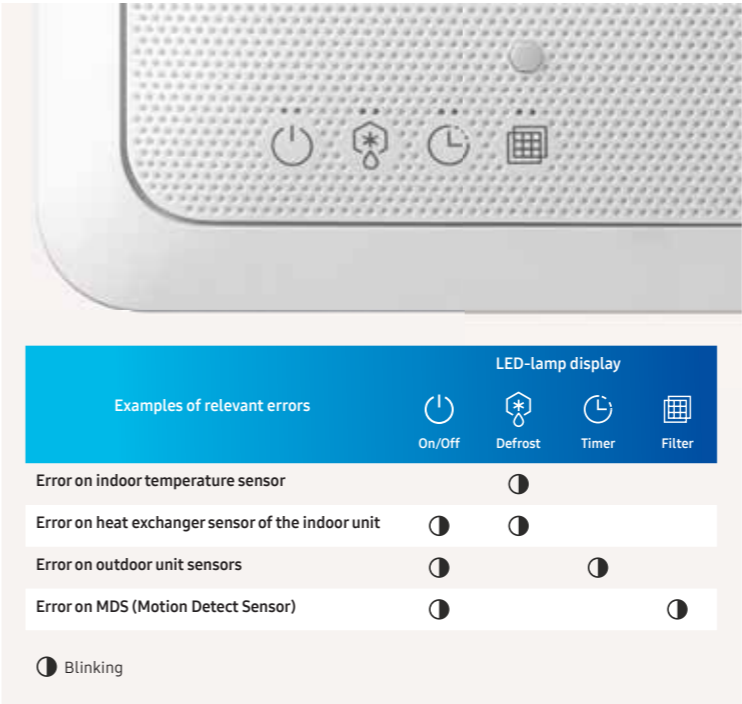 LED-lamp display
Examples of relevant errors
On/Off Defrost Timer Filter
Error on indoor temperature sensor
Error on heat exchanger sensor of the indoor unit
Error on outdoor unit sensors
Error on MDS (Motion Detect Sensor)
Blinking